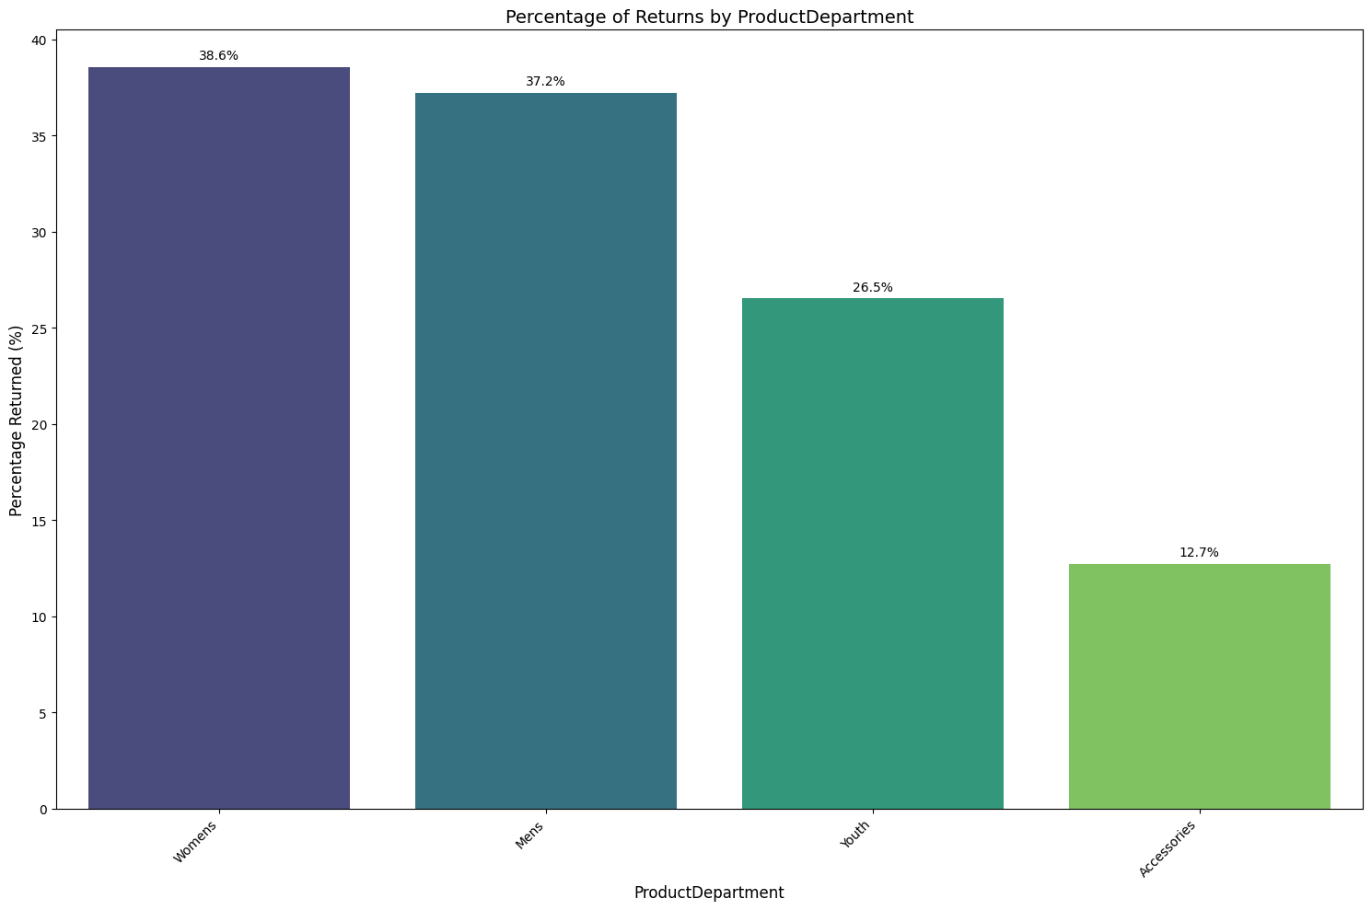 Percentage of Returns by ProductDepartment
Percentage Returned (%)
40
35
30
25
20
15
10
5
0
38.6%
37.2%
26.5%
12.7%
Womens
Mens
Youth
Accessories
ProductDepartment